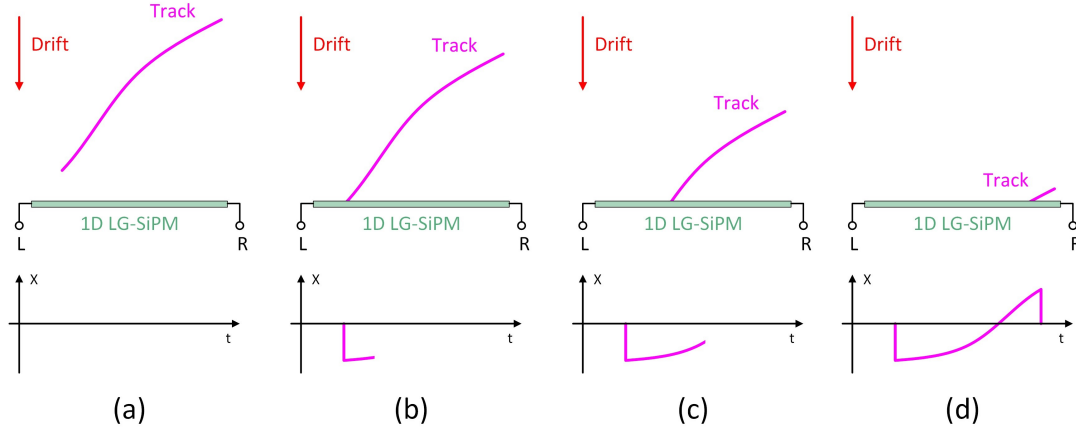 Track
Drift
1D LG-SiPM
L
R
X
t
(a)
Track
Drift
1D LG-SiPM
L
R
X
t
(b)
Drift
Track
1D LG-SiPM
L
R
X
t
(c)
Drift
Track
1D LG-SiPM
L
R
X
t
(d)